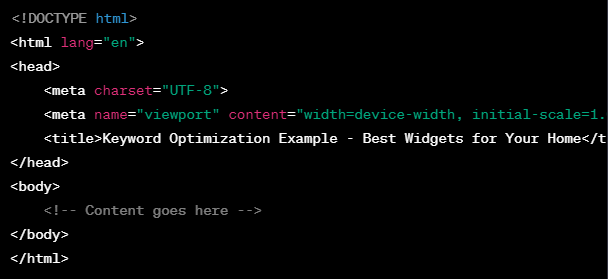 <!DOCTYPE html>
<html lang="en">
<head>
    <meta charset="UTF-8">
    <meta name="viewport" content="width=device-width, initial-scale=1.
    <title>Keyword Optimization Example - Best Widgets for Your Home</t
</head>
<body>
    <!-- Content goes here -->
</body>
</html>